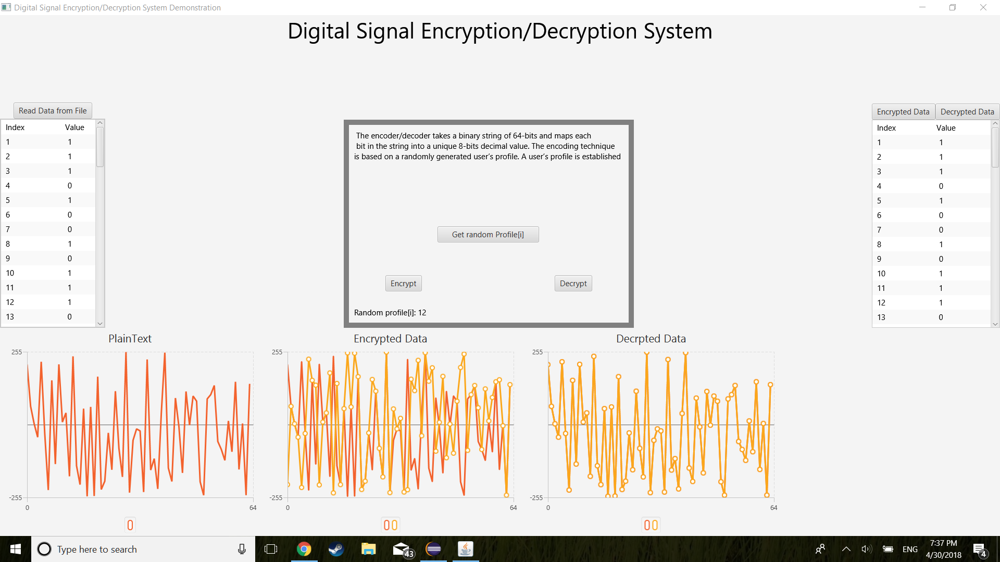 Digital Signal Encryption/Decryption System Demonstration
Digital Signal Encryption/Decryption System
Read Data from File
Index Value
1 1
2 1
3 1
4 0
5 1
6 0
7 0
8 1
9 0
10 1
11 1
12 1
13 0
The encoder/decoder takes a binary string of 64-bits and maps each
bit in the string into a unique 8-bits decimal value. The encoding technique
is based on a randomly generated user’s profile. A user’s profile is established
Get random Profile[i]
Encrypt
Decrypt
Random profile[i]: 12
Encrypted Data
Decrypted Data
Index Value
1 1
2 1
3 1
4 0
5 1
6 0
7 0
8 1
9 0
10 1
11 1
12 1
13 0
PlainText
255
-255
0 64
Encrypted Data
255
-255
0 64
Decrpted Data
255
-255
0 64
Type here to search
43
ENG
7:37 PM
4/30/2018
4